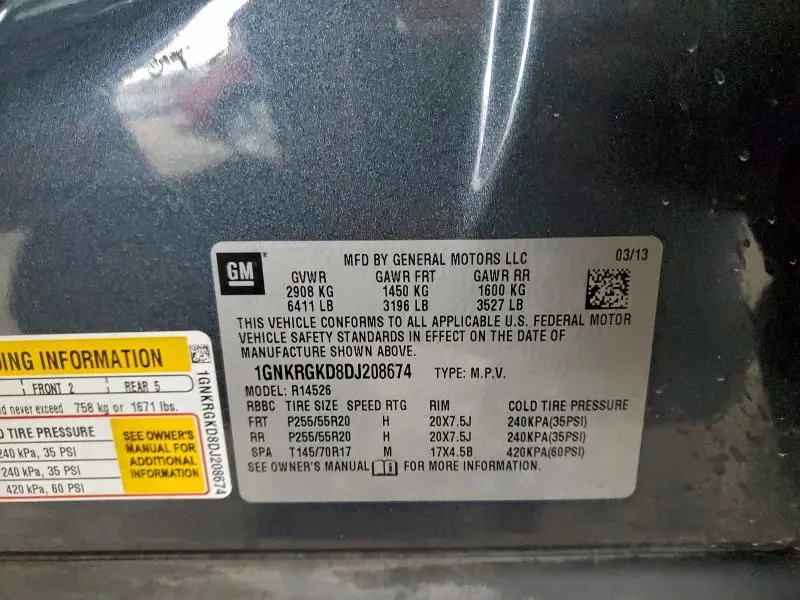 GM
MFD BY GENERAL MOTORS LLC 03/13
GVWR GAWR FRT GAWR RR
2908 KG 1450 KG 1600 KG
6411 LB 3196 LB 3527 LB
THIS VEHICLE CONFORMS TO ALL APPLICABLE U.S. FEDERAL MOTOR
VEHICLE SAFETY STANDARDS IN EFFECT ON THE DATE OF
MANUFACTURE SHOWN ABOVE.
1GNKRGKD8DJ208674 TYPE: M.P.V.
MODEL: R14526
RBBC TIRE SIZE SPEED RTG RIM COLD TIRE PRESSURE
FRT P255/55R20 H 20X7.5J 240KPA(35PSI)
RR P255/55R20 H 20X7.5J 240KPA(35PSI)
SPA T145/70R17 M 17X4.5B 420KPA(60PSI)
SEE OWNER'S MANUAL FOR MORE INFORMATION.
ING INFORMATION
FRONT 2 REAR 5
never exceed 758 kg or 1671 lbs.
TIRE PRESSURE
240 kPa, 35 PSI
240 kPa, 35 PSI
420 kPa, 60 PSI
SEE OWNER'S
MANUAL FOR
ADDITIONAL
INFORMATION
1GNKRGKD8DJ208674